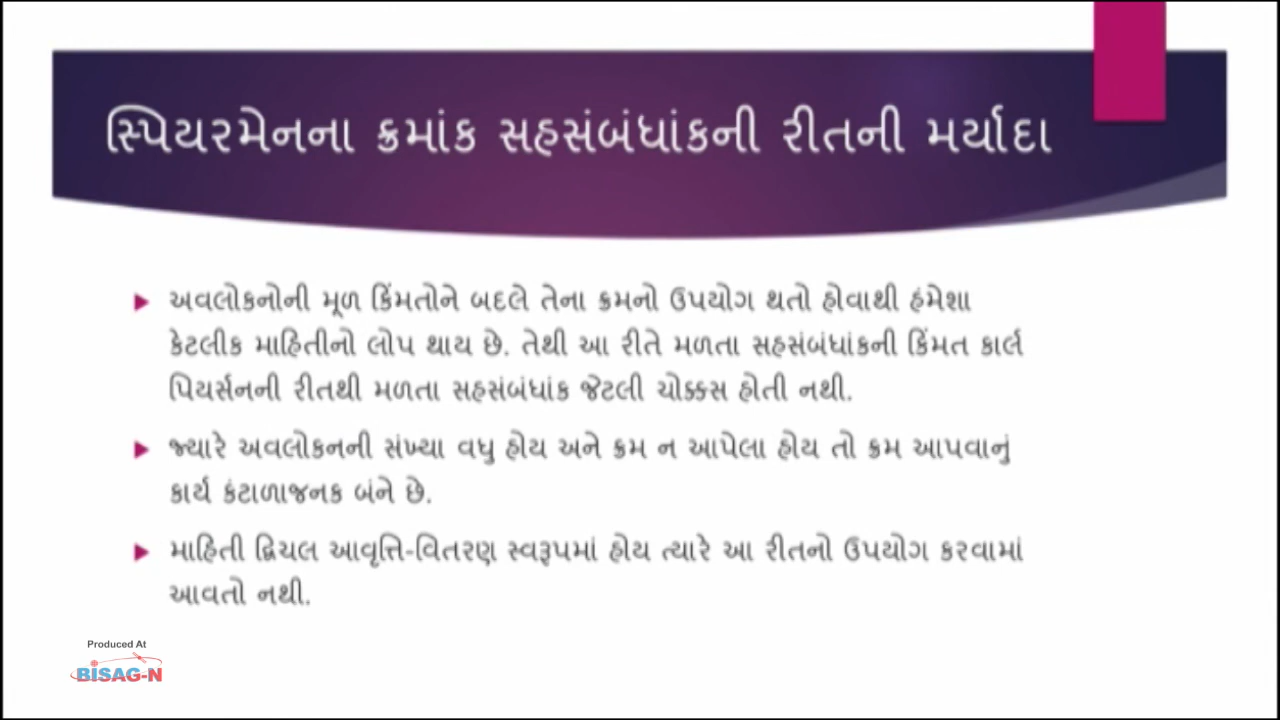 સ્પિયરમેનના ક્રમાંક સહસંબંધાંકની રીતની મર્યાદા
અવલોકનોની મૂળ કિંમતોને બદલે તેના ક્રમનો ઉપયોગ થતો હોવાથી હંમેશા
કેટલીક માહિતીનો લોપ થાય છે. તેથી આ રીતે મળતા સહસંબંધાંકની કિંમત કાર્લ
પિયર્સનની રીતથી મળતા સહસંબંધાંક જેટલી ચોક્કસ હોતી નથી.
જ્યારે અવલોકનની સંખ્યા વધુ હોય અને ક્રમ ન આપેલા હોય તો ક્રમ આપવાનું
કાર્ય કંટાળાજનક બંને છે.
માહિતી દ્વિચલ આવૃત્તિ-વિતરણ સ્વરૂપમાં હોય ત્યારે આ રીતનો ઉપયોગ કરવામાં
આવતો નથી.
Produced At
BISAG-N